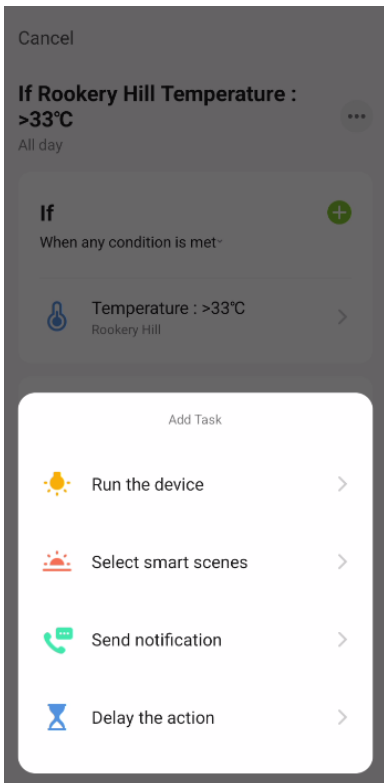 Cancel
If Rookery Hill Temperature :
>33℃
All day
If
When any condition is met
Temperature : >33℃
Rookery Hill
Add Task
Run the device
Select smart scenes
Send notification
Delay the action